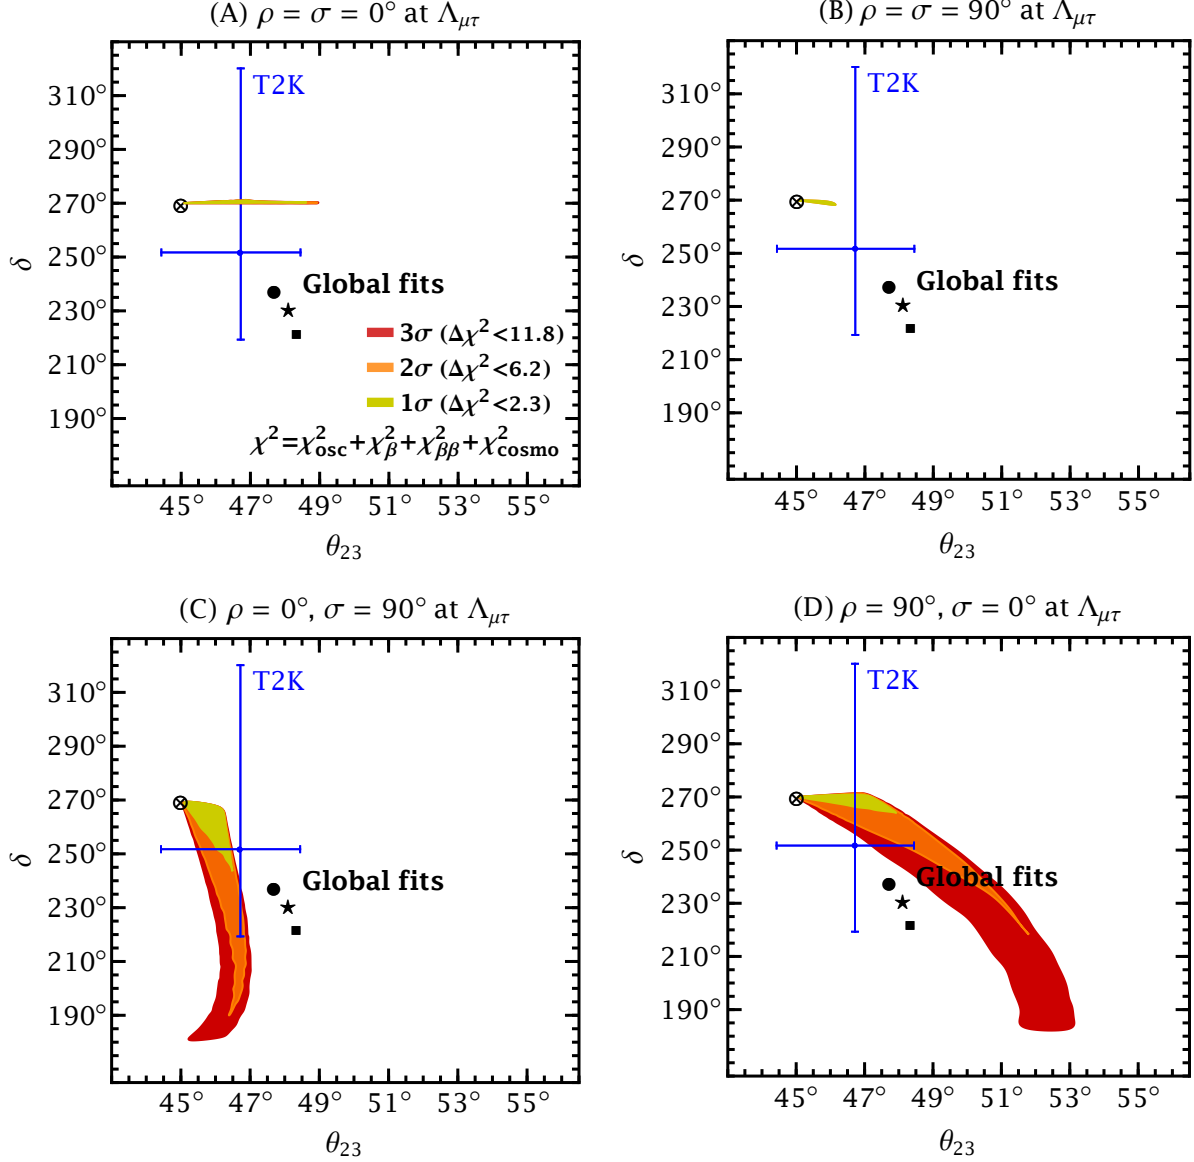 (A) ρ = σ = 0° at Λμτ
310°
290°
270°
250°
230°
210°
190°
δ
T2K
Global fits
3σ (Δχ²<11.8)
2σ (Δχ²<6.2)
1σ (Δχ²<2.3)
χ²=χ²osc+χ²β+χ²ββ+χ²cosmo
45° 47° 49° 51° 53° 55°
θ23
(B) ρ = σ = 90° at Λμτ
310°
290°
270°
250°
230°
210°
190°
δ
T2K
Global fits
45° 47° 49° 51° 53° 55°
θ23
(C) ρ = 0°, σ = 90° at Λμτ
310°
290°
270°
250°
230°
210°
190°
δ
T2K
Global fits
45° 47° 49° 51° 53° 55°
θ23
(D) ρ = 90°, σ = 0° at Λμτ
310°
290°
270°
250°
230°
210°
190°
δ
T2K
Global fits
45° 47° 49° 51° 53° 55°
θ23